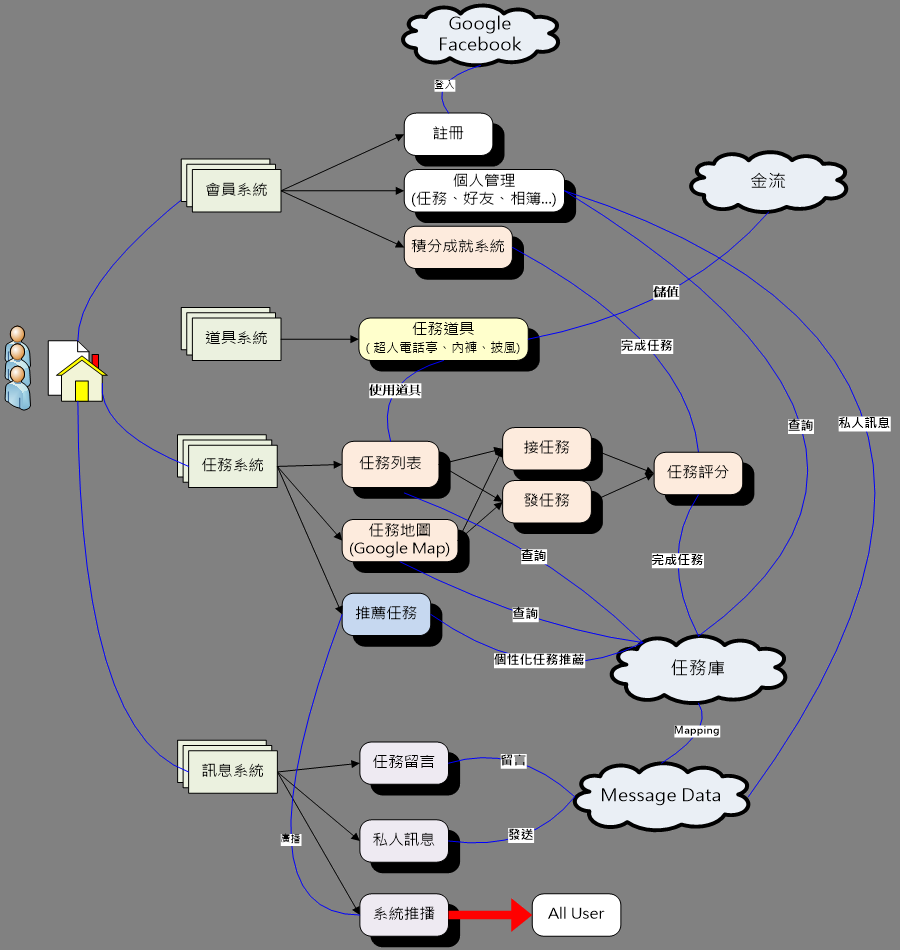 Google
Facebook
登入
註冊
會員系統
個人管理
(任務、好友、相簿...)
金流
積分成就系統
儲值
道具系統
任務道具
( 超人電話亭、內褲、披風)
完成任務
使用道具
查詢
私人訊息
任務系統
任務列表
接任務
任務評分
發任務
任務地圖
(Google Map)
查詢
完成任務
推薦任務
查詢
個性化任務推薦
任務庫
Mapping
訊息系統
任務留言
留言
Message Data
私人訊息
發送
系統推播
All User